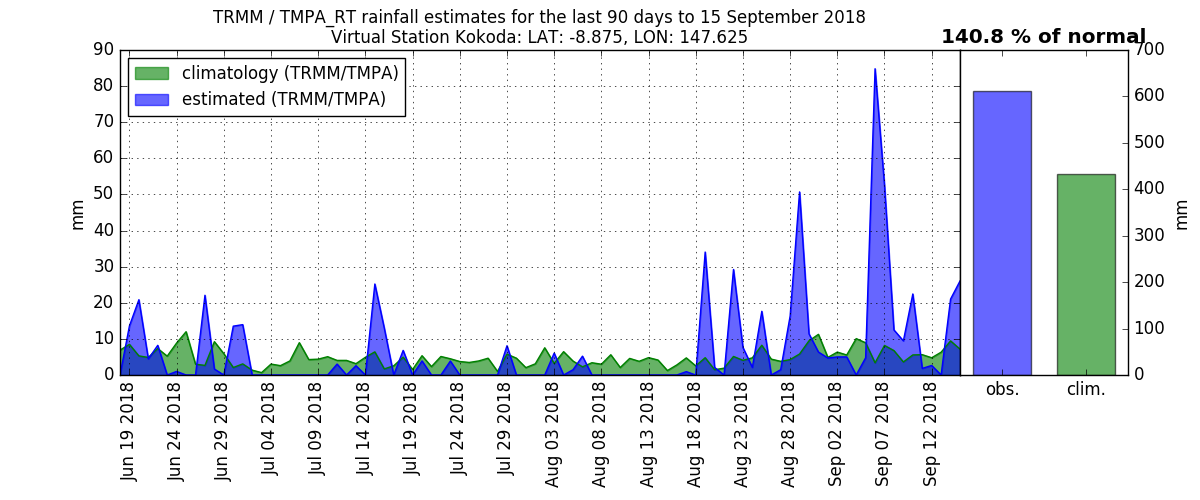 TRMM / TMPA_RT rainfall estimates for the last 90 days to 15 September 2018
Virtual Station Kokoda: LAT: -8.875, LON: 147.625
140.8 % of normal
climatology (TRMM/TMPA)
estimated (TRMM/TMPA)
90
80
70
60
50
40
30
20
10
0
mm
700
600
500
400
300
200
100
0
mm
Jun 19 2018
Jun 24 2018
Jun 29 2018
Jul 04 2018
Jul 09 2018
Jul 14 2018
Jul 19 2018
Jul 24 2018
Jul 29 2018
Aug 03 2018
Aug 08 2018
Aug 13 2018
Aug 18 2018
Aug 23 2018
Aug 28 2018
Sep 02 2018
Sep 07 2018
Sep 12 2018
obs.
clim.